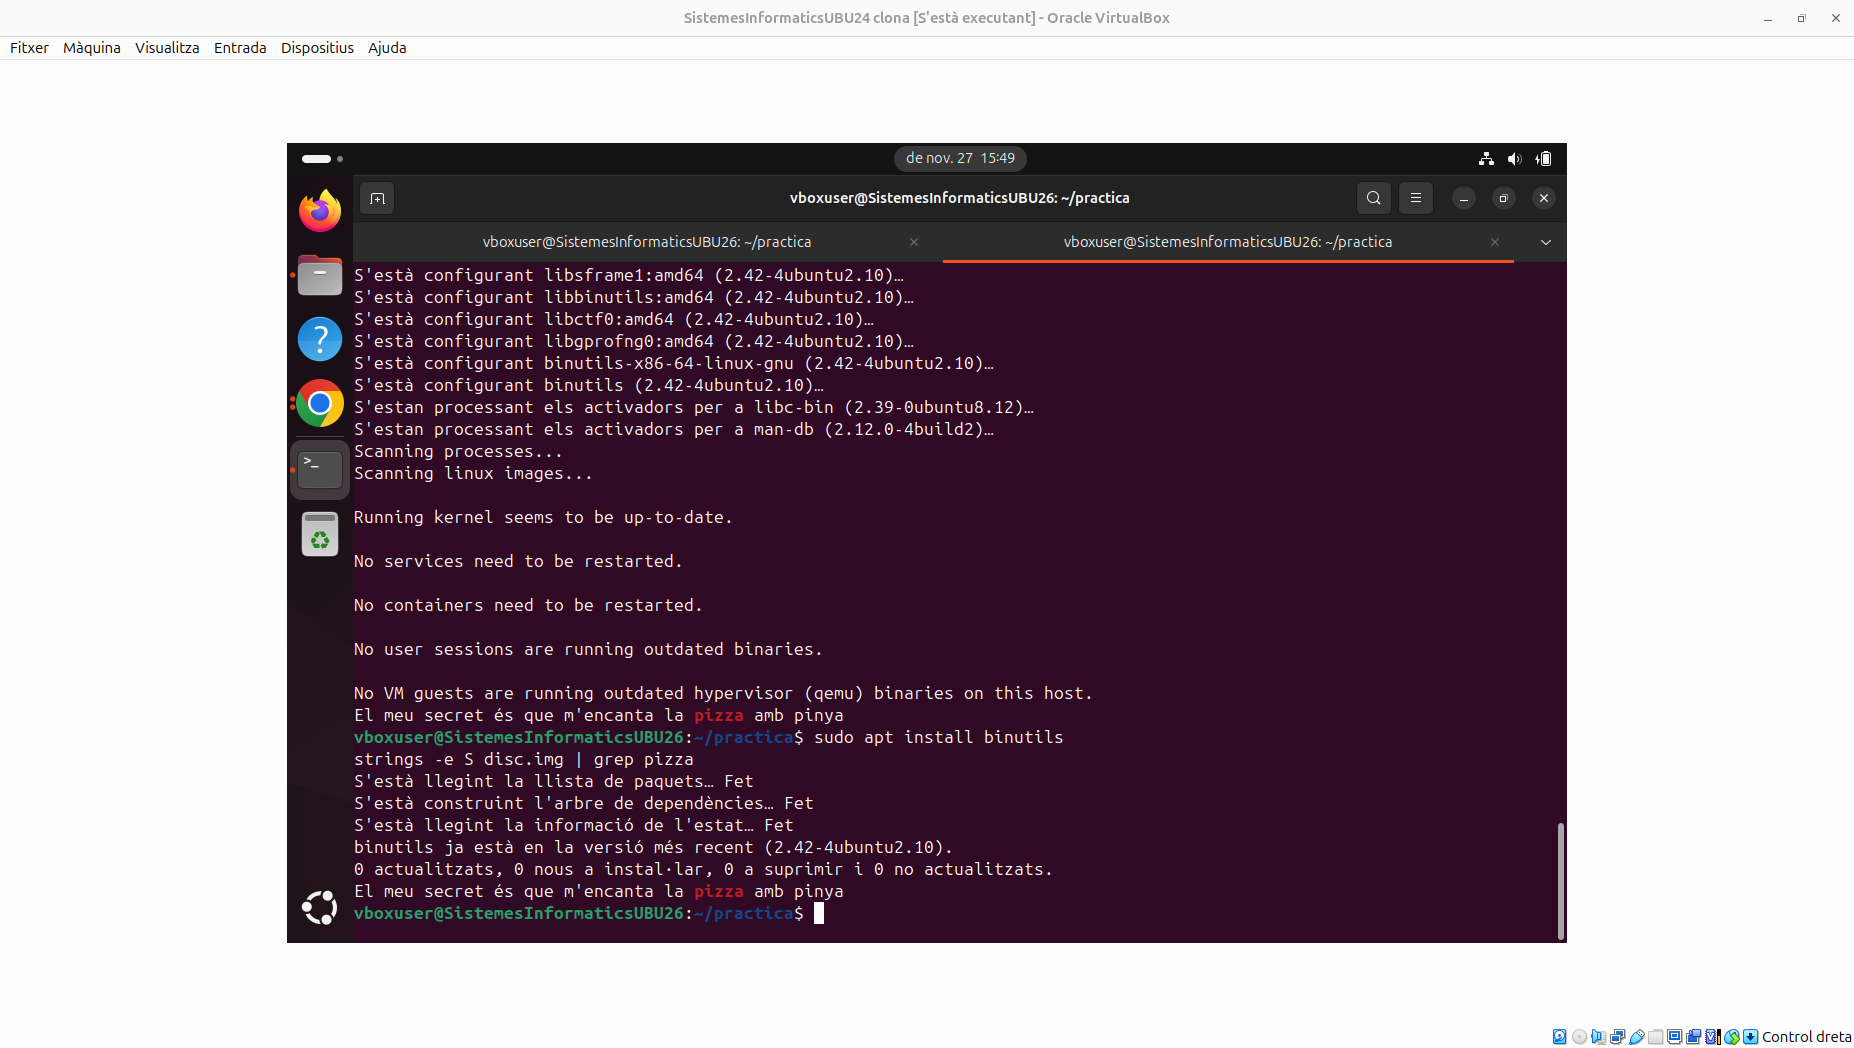 SistemesInformaticsUBU24 clona [S'està executant] - Oracle VirtualBox
Fitxer Màquina Visualitza Entrada Dispositius Ajuda
de nov. 27 15:49
vboxuser@SistemesInformaticsUBU26: ~/practica
vboxuser@SistemesInformaticsUBU26: ~/practica
vboxuser@SistemesInformaticsUBU26: ~/practica
S'està configurant libsframe1:amd64 (2.42-4ubuntu2.10)…
S'està configurant libbinutils:amd64 (2.42-4ubuntu2.10)…
S'està configurant libctf0:amd64 (2.42-4ubuntu2.10)…
S'està configurant libgprofng0:amd64 (2.42-4ubuntu2.10)…
S'està configurant binutils-x86-64-linux-gnu (2.42-4ubuntu2.10)…
S'està configurant binutils (2.42-4ubuntu2.10)…
S'estan processant els activadors per a libc-bin (2.39-0ubuntu8.12)…
S'estan processant els activadors per a man-db (2.12.0-4build2)…
Scanning processes...
Scanning linux images...
Running kernel seems to be up-to-date.
No services need to be restarted.
No containers need to be restarted.
No user sessions are running outdated binaries.
No VM guests are running outdated hypervisor (qemu) binaries on this host.
El meu secret és que m'encanta la pizza amb pinya
vboxuser@SistemesInformaticsUBU26:~/practica$ sudo apt install binutils
strings -e S disc.img | grep pizza
S'està llegint la llista de paquets… Fet
S'està construint l'arbre de dependències… Fet
S'està llegint la informació de l'estat… Fet
binutils ja està en la versió més recent (2.42-4ubuntu2.10).
0 actualitzats, 0 nous a instal·lar, 0 a suprimir i 0 no actualitzats.
El meu secret és que m'encanta la pizza amb pinya
vboxuser@SistemesInformaticsUBU26:~/practica$
Control dreta